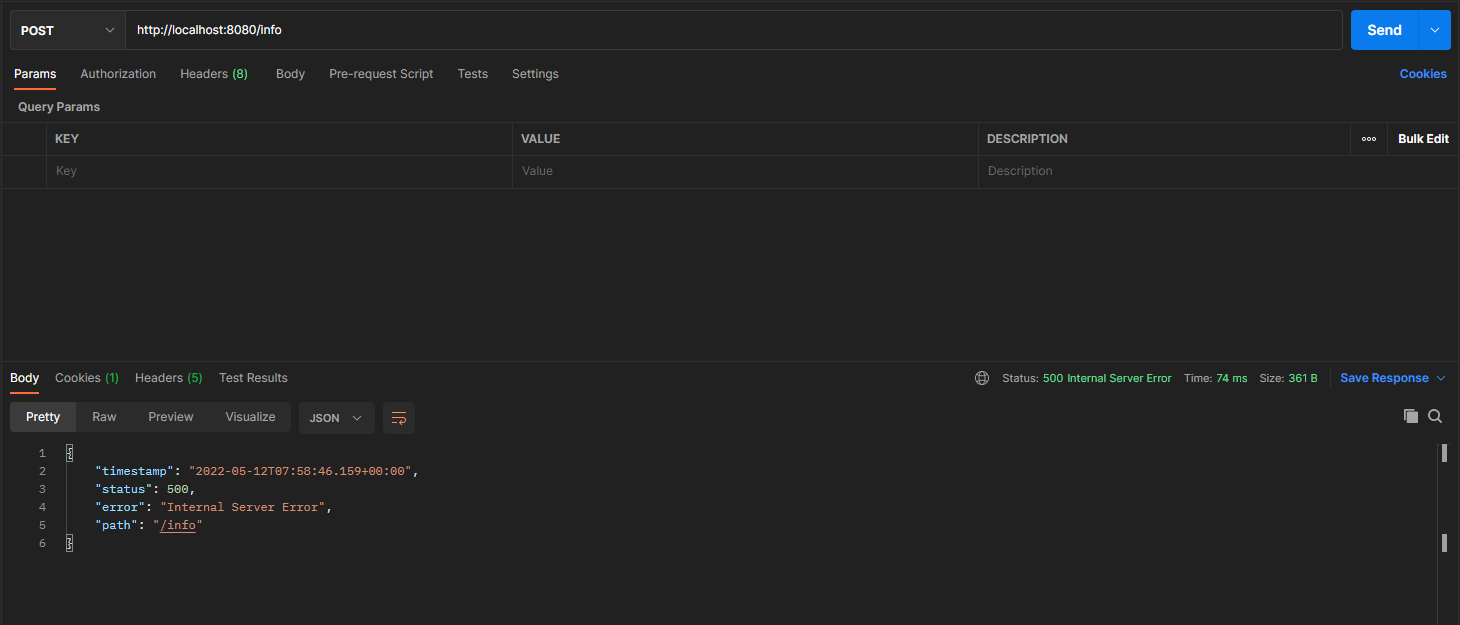 POST http://localhost:8080/info Send
Params Authorization Headers (8) Body Pre-request Script Tests Settings Cookies
Query Params
KEY VALUE DESCRIPTION ooo Bulk Edit
Key Value Description
Body Cookies (1) Headers (5) Test Results Status: 500 Internal Server Error Time: 74 ms Size: 361 B Save Response
Pretty Raw Preview Visualize JSON
1 {
2 "timestamp": "2022-05-12T07:58:46.159+00:00",
3 "status": 500,
4 "error": "Internal Server Error",
5 "path": "/info"
6 }